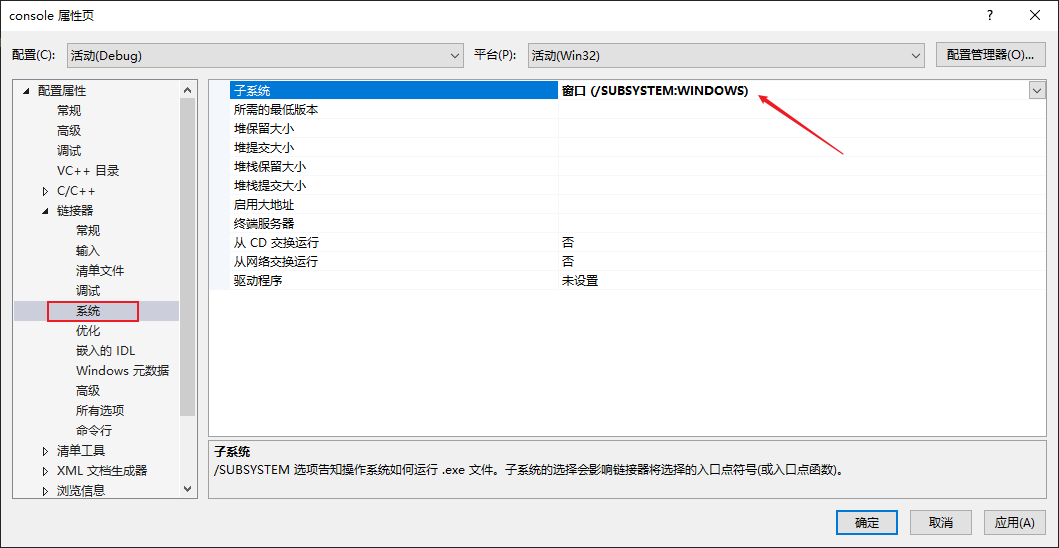 console 属性页
?
配置(C):
活动(Debug)
平台(P):
活动(Win32)
配置管理器(O)...
配置属性
常规
高级
调试
VC++ 目录
C/C++
链接器
常规
输入
清单文件
调试
系统
优化
嵌入的 IDL
Windows 元数据
高级
所有选项
命令行
清单工具
XML 文档生成器
浏览信息
子系统 窗口 (/SUBSYSTEM:WINDOWS)
所需的最低版本
堆保留大小
堆提交大小
堆栈保留大小
堆栈提交大小
启用大地址
终端服务器
从 CD 交换运行 否
从网络交换运行 否
驱动程序 未设置
子系统
/SUBSYSTEM 选项告知操作系统如何运行 .exe 文件。子系统的选择会影响链接器将选择的入口点符号(或入口点函数)。
确定
取消
应用(A)